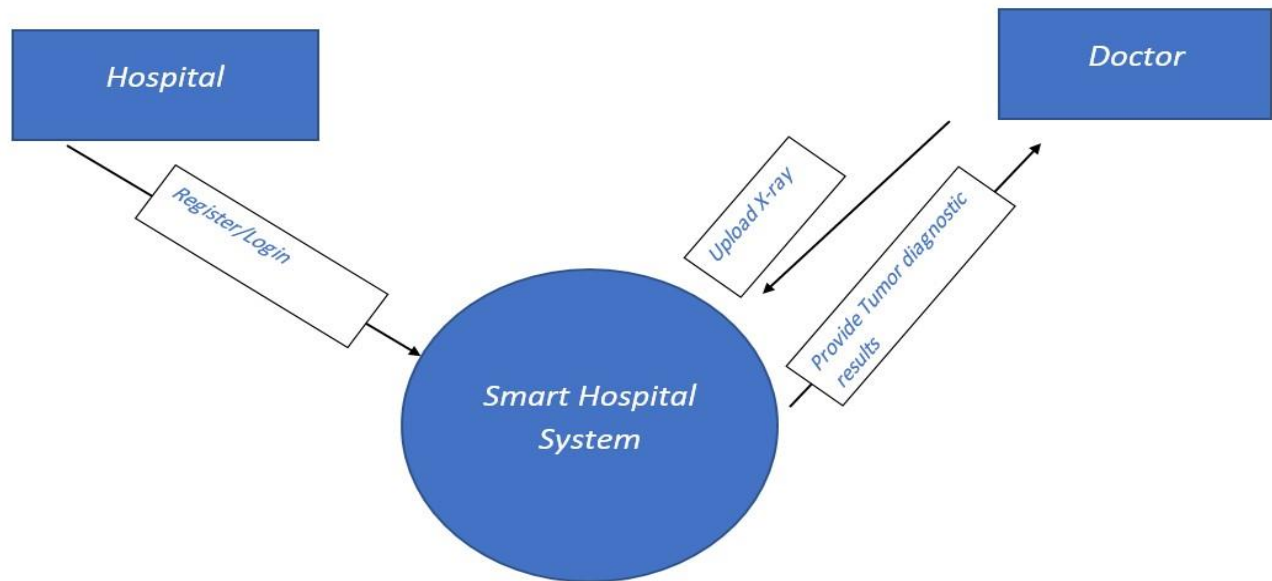 Hospital
Doctor
Register/Login
Upload X-ray
Provide Tumor diagnostic
results
Smart Hospital
System